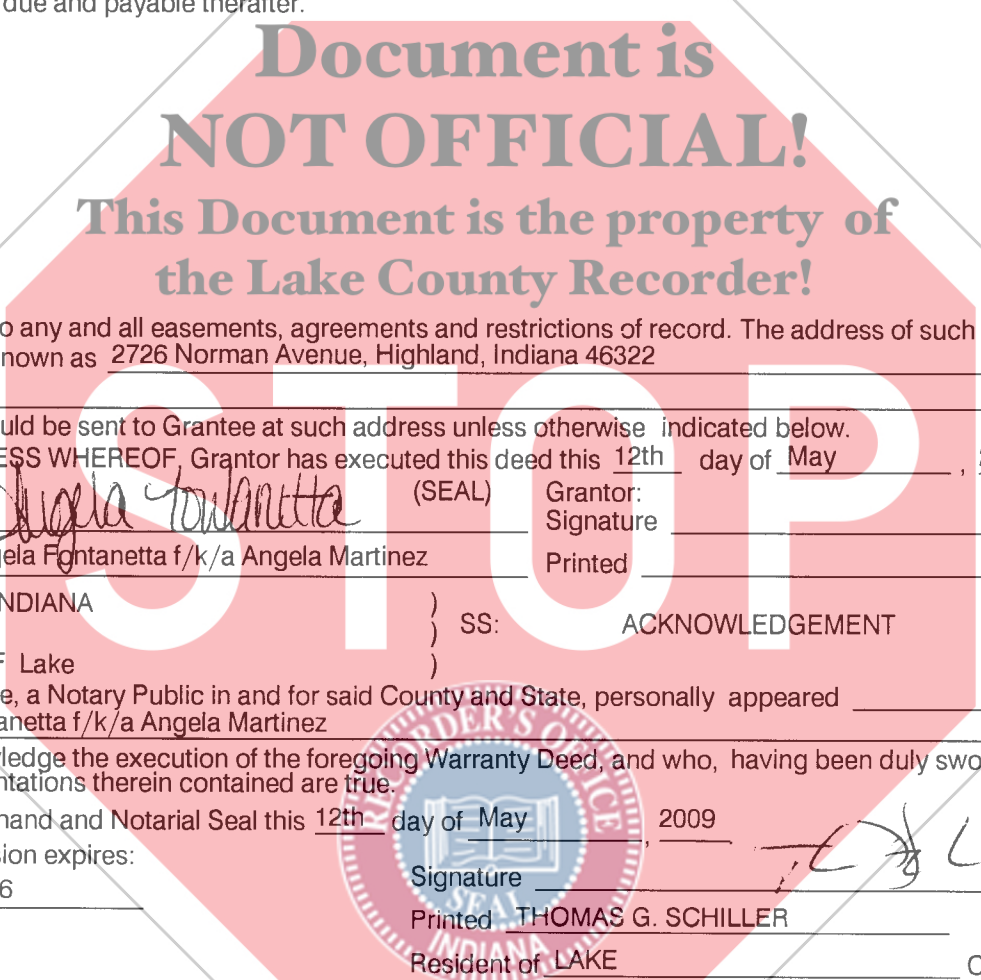 due and payable therafter.
Document is
NOT OFFICIAL!
This Document is the property of
the Lake County Recorder!
o any and all easements, agreements and restrictions of record. The address of such
nown as 2726 Norman Avenue, Highland, Indiana 46322
STOP
uld be sent to Grantee at such address unless otherwise indicated below.
ESS WHEREOF, Grantor has executed this deed this 12th day of May ,
Angela Fontanetta (SEAL) Grantor:
Signature
gela Fontanetta f/k/a Angela Martinez Printed
NDIANA )
) SS: ACKNOWLEDGEMENT
F Lake )
e, a Notary Public in and for said County and State, personally appeared
anetta f/k/a Angela Martinez
ledge the execution of the foregoing Warranty Deed, and who, having been duly swo
ntations therein contained are true.
hand and Notarial Seal this 12th day of May , 2009
sion expires:
6
Signature
Printed THOMAS G. SCHILLER
Resident of LAKE C
RECORDER'S OFFICE
SEAL
INDIANA